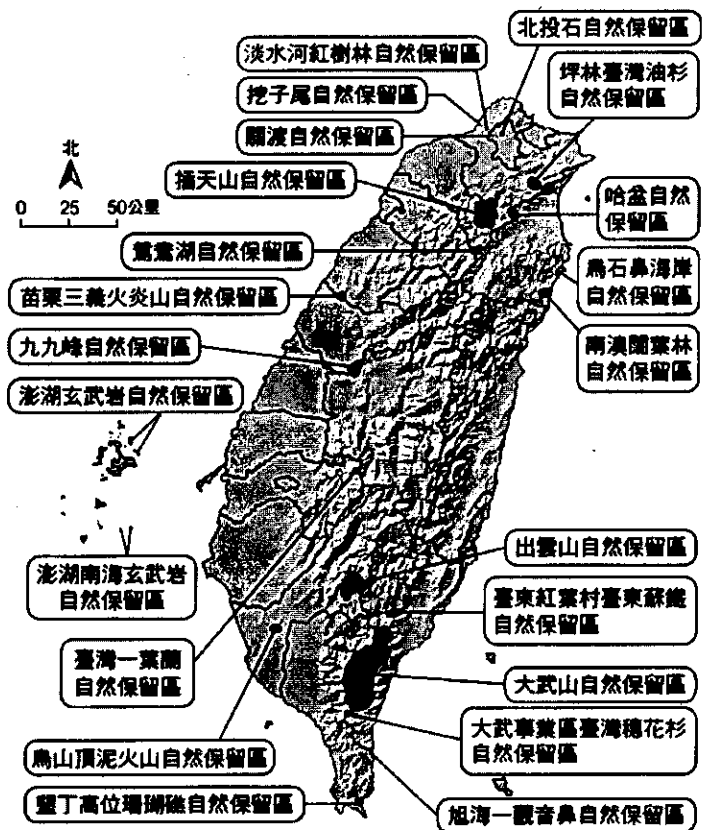 北投石自然保留區
淡水河紅樹林自然保留區
坪林臺灣油杉
自然保留區
挖子尾自然保留區
關渡自然保留區
北
插天山自然保留區
哈盆自然
保留區
0 25 50公里
鴛鴦湖自然保留區
烏石鼻海岸
自然保留區
苗栗三義火炎山自然保留區
南澳闊葉林
自然保留區
九九峰自然保留區
澎湖玄武岩自然保留區
出雲山自然保留區
澎湖南海玄武岩
自然保留區
臺東紅葉村臺東蘇鐵
自然保留區
臺灣一葉蘭
自然保留區
大武山自然保留區
大武事業區臺灣穗花杉
自然保留區
烏山頂泥火山自然保留區
墾丁高位珊瑚礁自然保留區
旭海—觀音鼻自然保留區